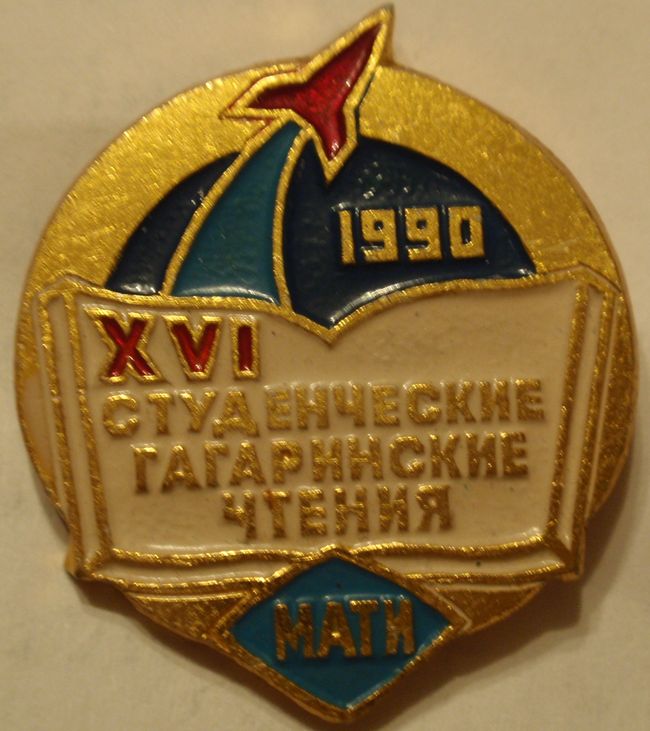 1990
XVI
СТУДЕНЧЕСКИЕ
ГАГАРИНСКИЕ
ЧТЕНИЯ
МАТИ